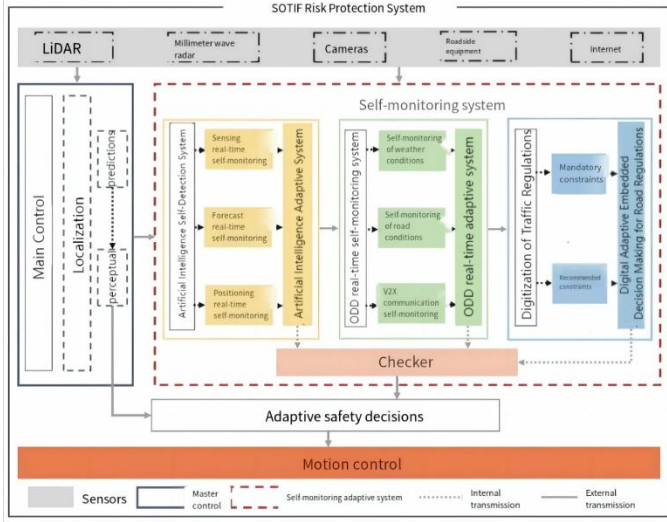 SOTIF Risk Protection System
LiDAR
Millimeter wave
radar
Cameras
Roadside
equipment
Internet
Self-monitoring system
Main Control
Localization
predictions
perceptual
Artificial Intelligence Self-Detection System
Sensing
real-time
self-monitoring
Forecast
real-time
self-monitoring
Positioning
real-time
self-monitoring
Artificial Intelligence Adaptive System
ODD real-time self-monitoring system
Self-monitoring
of weather
conditions
Self-monitoring
of road
conditions
V2X
communication
self-monitoring
ODD real-time adaptive system
Digitization of Traffic Regulations
Mandatory
constraints
Recommended
constraints
Digital Adaptive Embedded
Decision Making for Road Regulations
Checker
Adaptive safety decisions
Motion control
Sensors
Master
control
Self-monitoring adaptive system
Internal
transmission
External
transmission